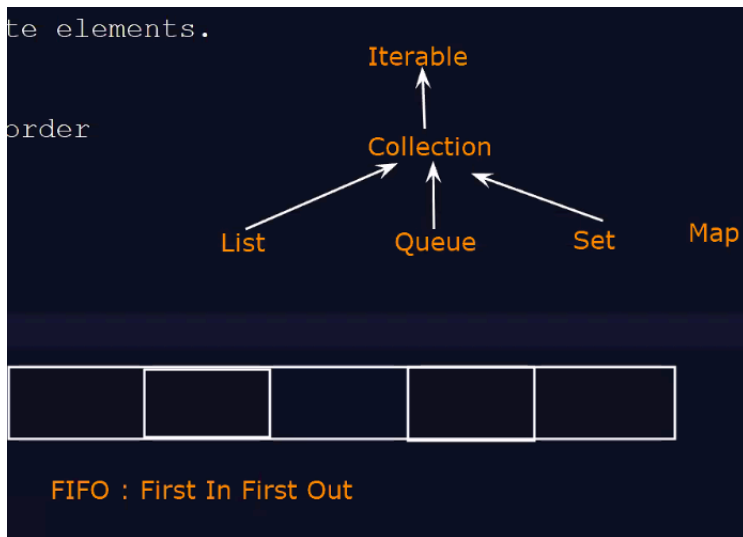 te elements.
Iterable
order
Collection
List Queue Set Map
FIFO : First In First Out